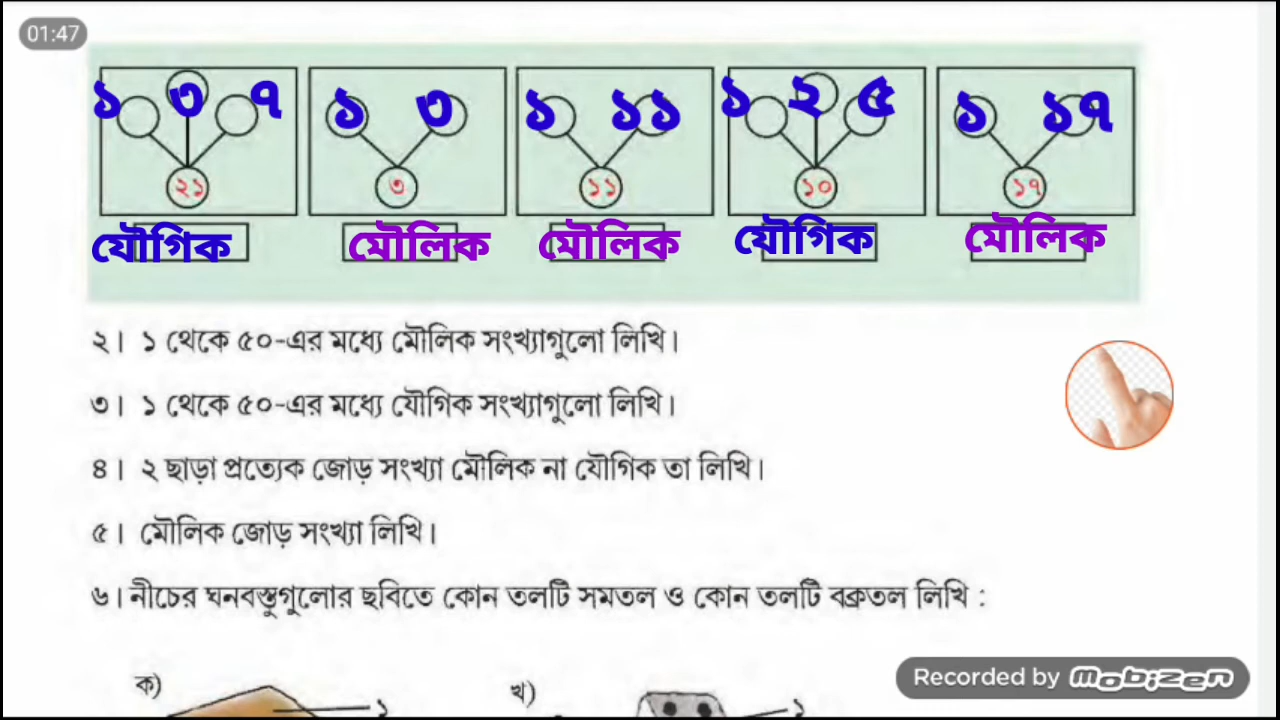 01:47
১ ৩ ৭ ১ ৩ ১ ১১ ১ ২ ৫ ১ ১৭
২১ ৩ ১১ ১০ ১৭
যৌগিক মৌলিক মৌলিক যৌগিক মৌলিক
২। ১ থেকে ৫০-এর মধ্যে মৌলিক সংখ্যাগুলো লিখি।
৩। ১ থেকে ৫০-এর মধ্যে যৌগিক সংখ্যাগুলো লিখি।
৪। ২ ছাড়া প্রত্যেক জোড় সংখ্যা মৌলিক না যৌগিক তা লিখি।
৫। মৌলিক জোড় সংখ্যা লিখি।
৬। নীচের ঘনবস্তুগুলোর ছবিতে কোন তলটি সমতল ও কোন তলটি বক্রতল লিখি :
ক) ১ খ) ১
Recorded by mobizen